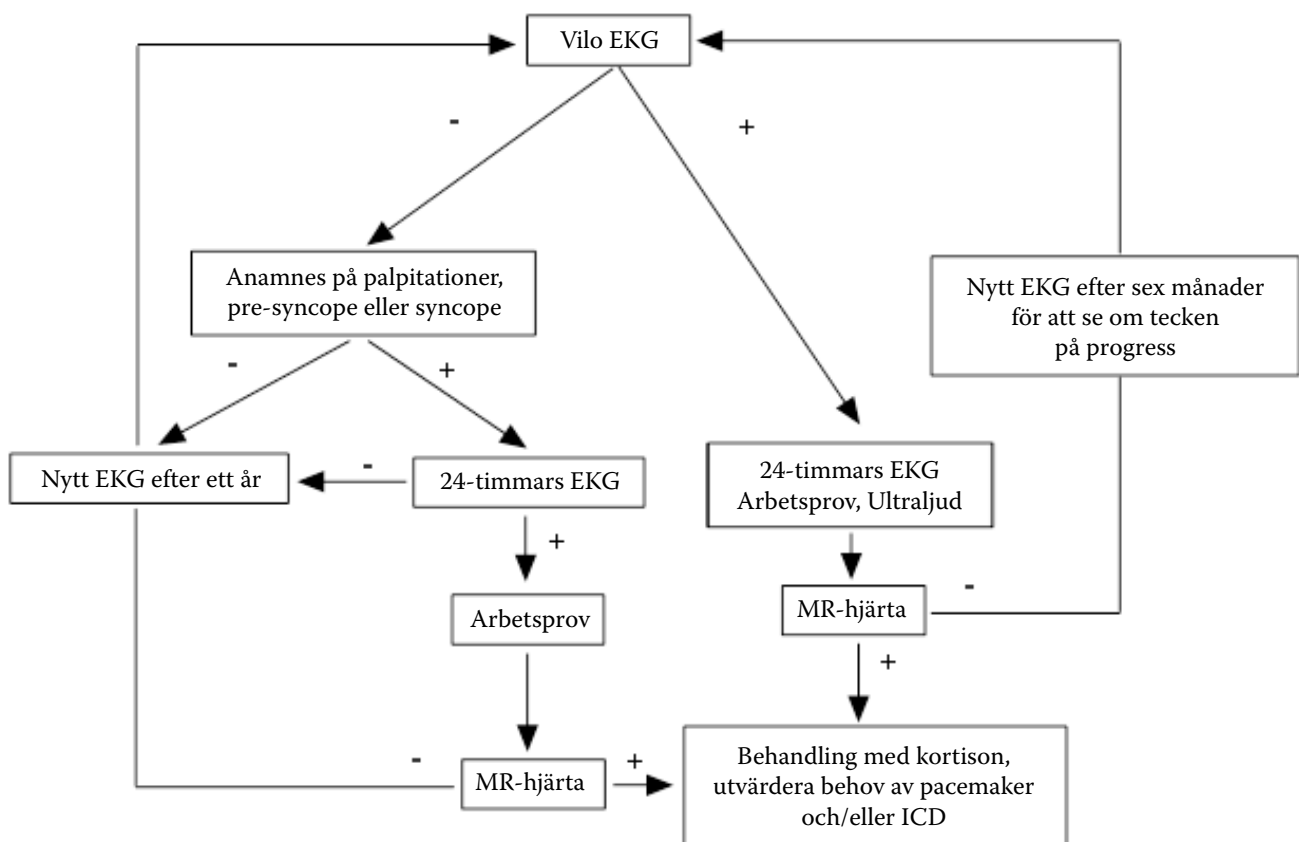 Vilo EKG
-
+
Anamnes på palpitationer,
pre-syncope eller syncope
Nytt EKG efter sex månader
för att se om tecken
på progress
-
+
Nytt EKG efter ett år
-
24-timmars EKG
24-timmars EKG
Arbetsprov, Ultraljud
+
Arbetsprov
MR-hjärta
-
+
-
MR-hjärta
+
Behandling med kortison,
utvärdera behov av pacemaker
och/eller ICD